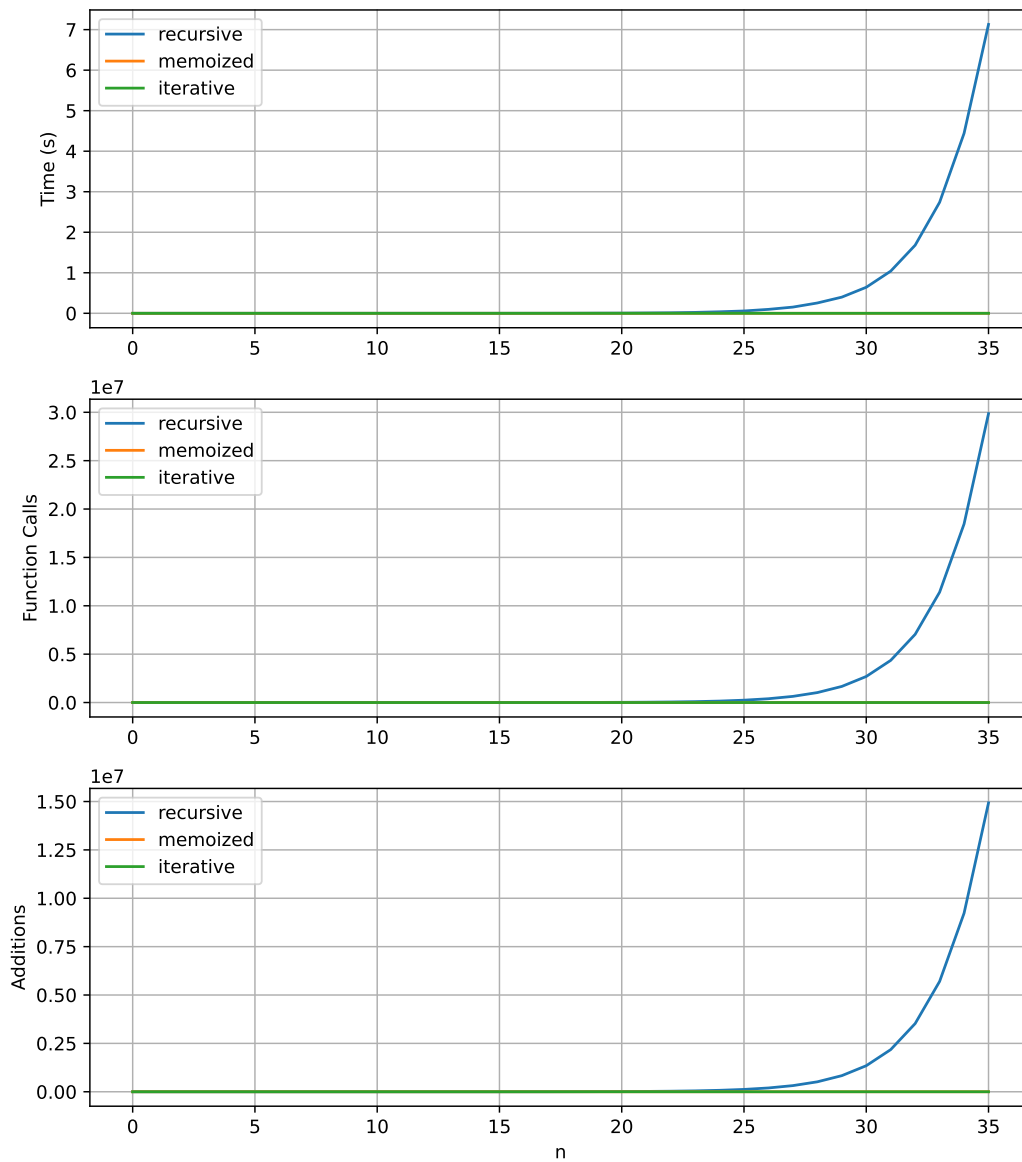 recursive
memoized
iterative
Time (s)
7
6
5
4
3
2
1
0
0 5 10 15 20 25 30 35
1e7
recursive
memoized
iterative
Function Calls
3.0
2.5
2.0
1.5
1.0
0.5
0.0
0 5 10 15 20 25 30 35
1e7
recursive
memoized
iterative
Additions
1.50
1.25
1.00
0.75
0.50
0.25
0.00
0 5 10 15 20 25 30 35
n